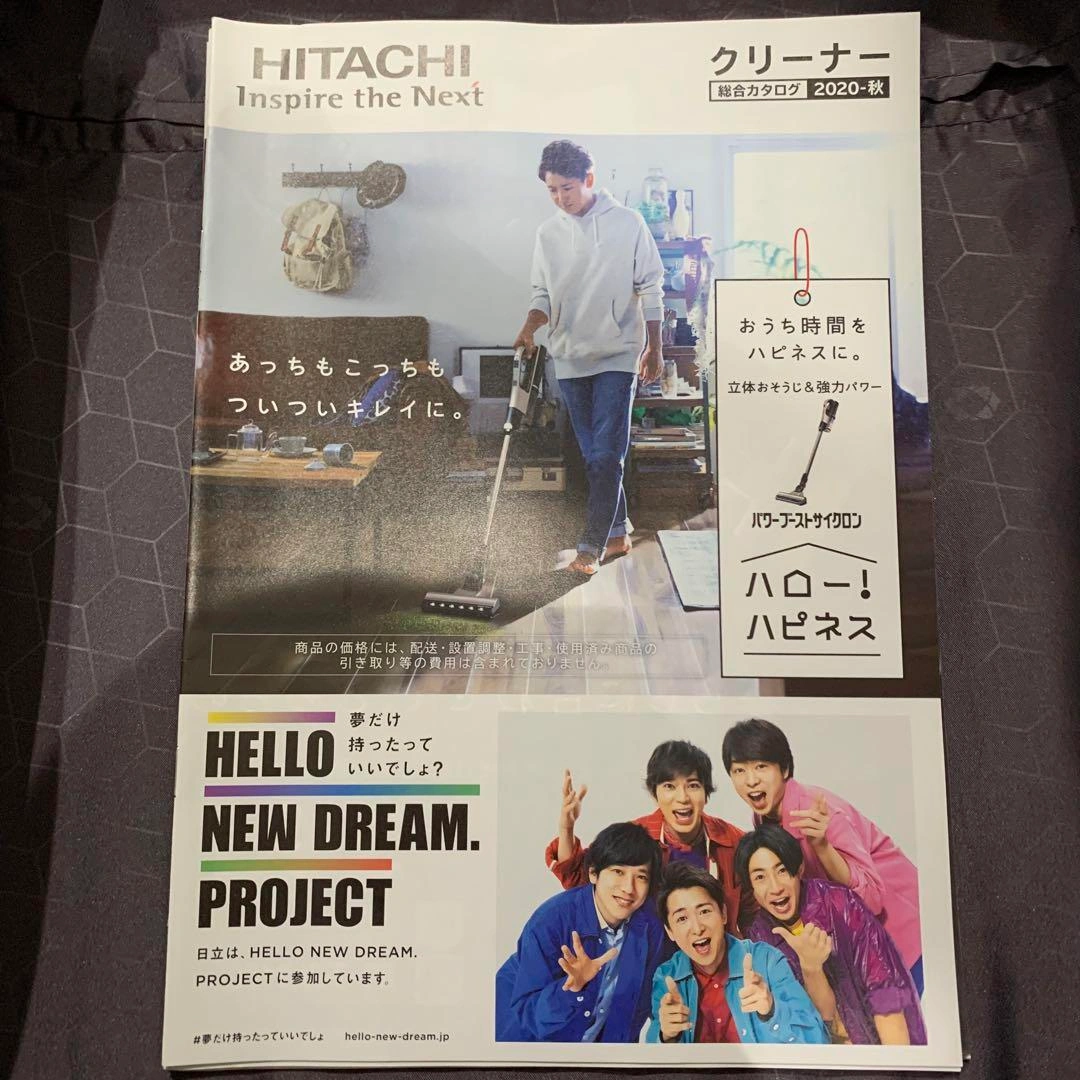 HITACHI
Inspire the Next
クリーナー
総合カタログ 2020-秋
あっちもこっちも
ついついキレイに。
おうち時間を
ハピネスに。
立体おそうじ&強力パワー
パワーブーストサイクロン
ハロー!
ハピネス
商品の価格には、配送・設置調整・工事・使用済み商品の
引き取り等の費用は含まれておりません。
夢だけ
持ったって
いいでしょ?
HELLO
NEW DREAM.
PROJECT
日立は、HELLO NEW DREAM.
PROJECTに参加しています。
#夢だけ持ったっていいでしょ hello-new-dream.jp